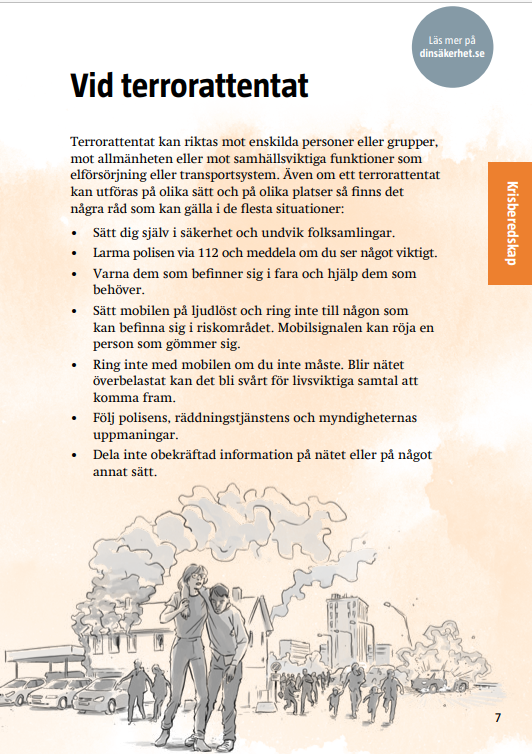 Läs mer på
dinsäkerhet.se
Vid terrorattentat
Terrorattentat kan riktas mot enskilda personer eller grupper,
mot allmänheten eller mot samhällsviktiga funktioner som
elförsörjning eller transportsystem. Även om ett terrorattentat
kan utföras på olika sätt och på olika platser så finns det
några råd som kan gälla i de flesta situationer:
• Sätt dig själv i säkerhet och undvik folksamlingar.
• Larma polisen via 112 och meddela om du ser något viktigt.
• Varna dem som befinner sig i fara och hjälp dem som
behöver.
• Sätt mobilen på ljudlöst och ring inte till någon som
kan befinna sig i riskområdet. Mobilsignalen kan röja en
person som gömmer sig.
• Ring inte med mobilen om du inte måste. Blir nätet
överbelastat kan det bli svårt för livsviktiga samtal att
komma fram.
• Följ polisens, räddningstjänstens och myndigheternas
uppmaningar.
• Dela inte obekräftad information på nätet eller på något
annat sätt.
Krisberedskap
7